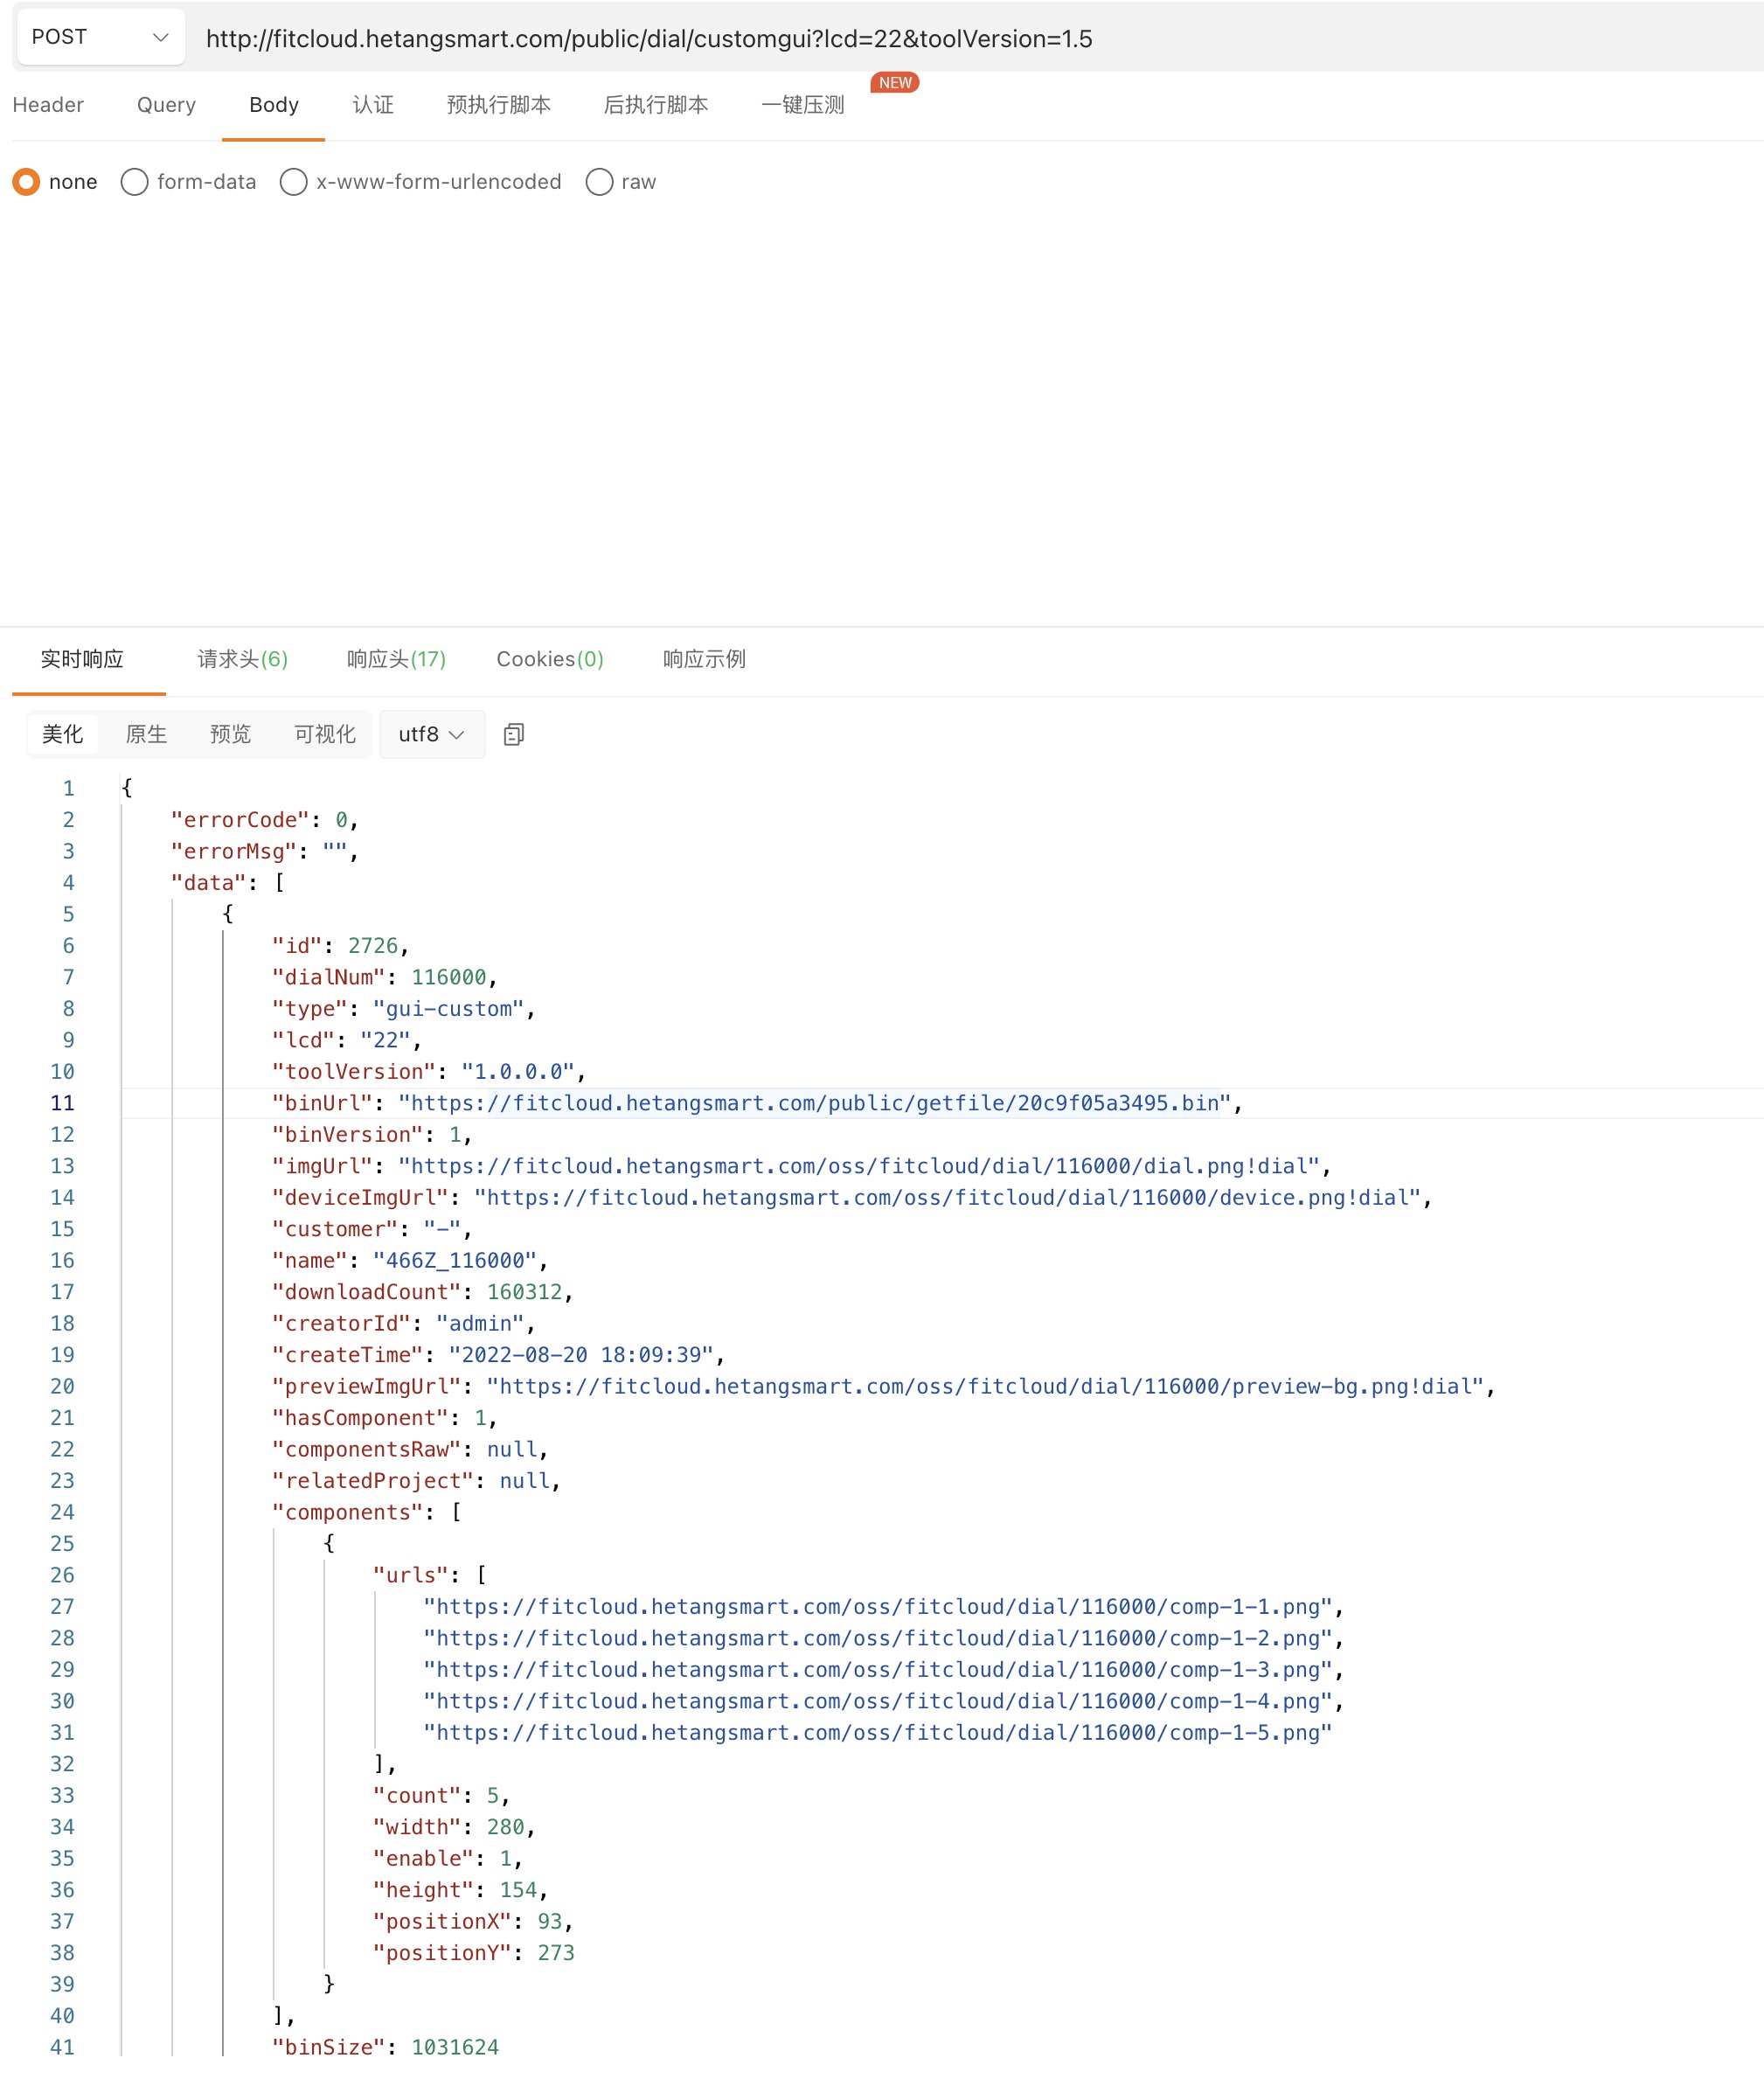 POST http://fitcloud.hetangsmart.com/public/dial/customgui?lcd=22&toolVersion=1.5
Header Query Body 认证 预执行脚本 后执行脚本 一键压测 NEW
none form-data x-www-form-urlencoded raw
实时响应 请求头(6) 响应头(17) Cookies(0) 响应示例
美化 原生 预览 可视化 utf8
1 {
2 "errorCode": 0,
3 "errorMsg": "",
4 "data": [
5 {
6 "id": 2726,
7 "dialNum": 116000,
8 "type": "gui-custom",
9 "lcd": "22",
10 "toolVersion": "1.0.0.0",
11 "binUrl": "https://fitcloud.hetangsmart.com/public/getfile/20c9f05a3495.bin",
12 "binVersion": 1,
13 "imgUrl": "https://fitcloud.hetangsmart.com/oss/fitcloud/dial/116000/dial.png!dial",
14 "deviceImgUrl": "https://fitcloud.hetangsmart.com/oss/fitcloud/dial/116000/device.png!dial",
15 "customer": "-",
16 "name": "466Z_116000",
17 "downloadCount": 160312,
18 "creatorId": "admin",
19 "createTime": "2022-08-20 18:09:39",
20 "previewImgUrl": "https://fitcloud.hetangsmart.com/oss/fitcloud/dial/116000/preview-bg.png!dial",
21 "hasComponent": 1,
22 "componentsRaw": null,
23 "relatedProject": null,
24 "components": [
25 {
26 "urls": [
27 "https://fitcloud.hetangsmart.com/oss/fitcloud/dial/116000/comp-1-1.png",
28 "https://fitcloud.hetangsmart.com/oss/fitcloud/dial/116000/comp-1-2.png",
29 "https://fitcloud.hetangsmart.com/oss/fitcloud/dial/116000/comp-1-3.png",
30 "https://fitcloud.hetangsmart.com/oss/fitcloud/dial/116000/comp-1-4.png",
31 "https://fitcloud.hetangsmart.com/oss/fitcloud/dial/116000/comp-1-5.png"
32 ],
33 "count": 5,
34 "width": 280,
35 "enable": 1,
36 "height": 154,
37 "positionX": 93,
38 "positionY": 273
39 }
40 ],
41 "binSize": 1031624